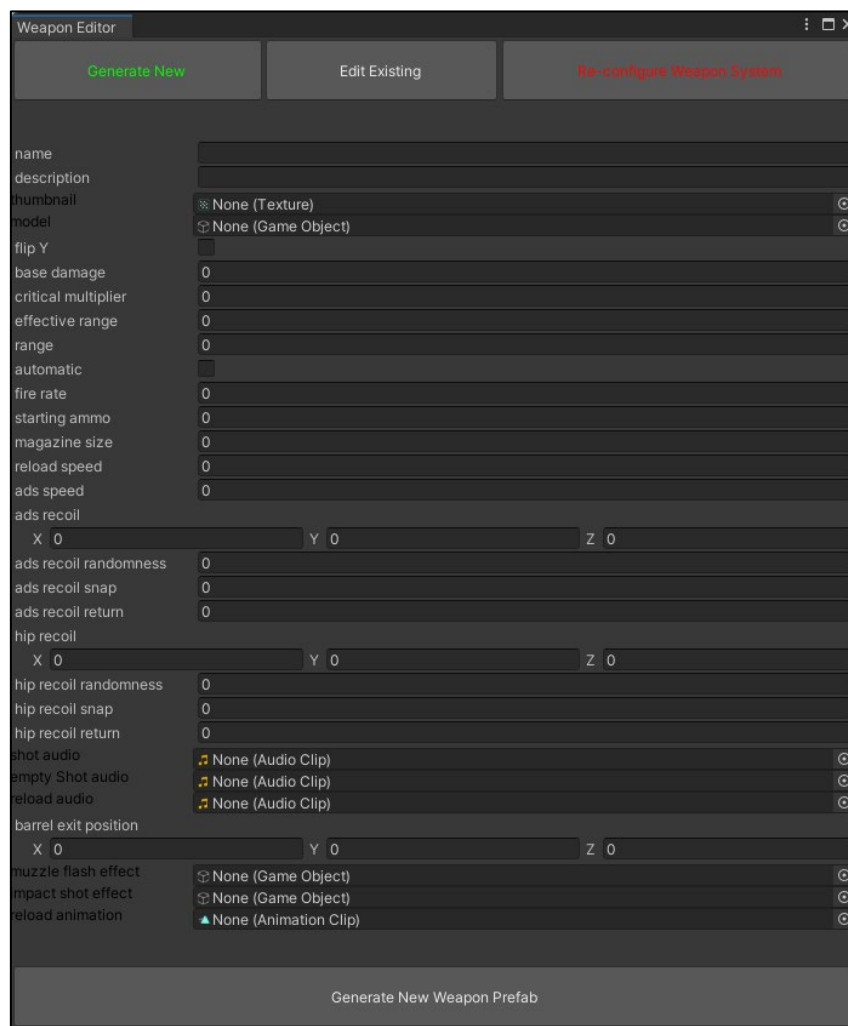 Weapon Editor
Generate New Edit Existing Re-configure Weapon System
name
description
thumbnail None (Texture)
model None (Game Object)
flip Y
base damage 0
critical multiplier 0
effective range 0
range 0
automatic
fire rate 0
starting ammo 0
magazine size 0
reload speed 0
ads speed 0
ads recoil
X 0 Y 0 Z 0
ads recoil randomness 0
ads recoil snap 0
ads recoil return 0
hip recoil
X 0 Y 0 Z 0
hip recoil randomness 0
hip recoil snap 0
hip recoil return 0
shot audio None (Audio Clip)
empty Shot audio None (Audio Clip)
reload audio None (Audio Clip)
barrel exit position
X 0 Y 0 Z 0
muzzle flash effect None (Game Object)
impact shot effect None (Game Object)
reload animation None (Animation Clip)
Generate New Weapon Prefab